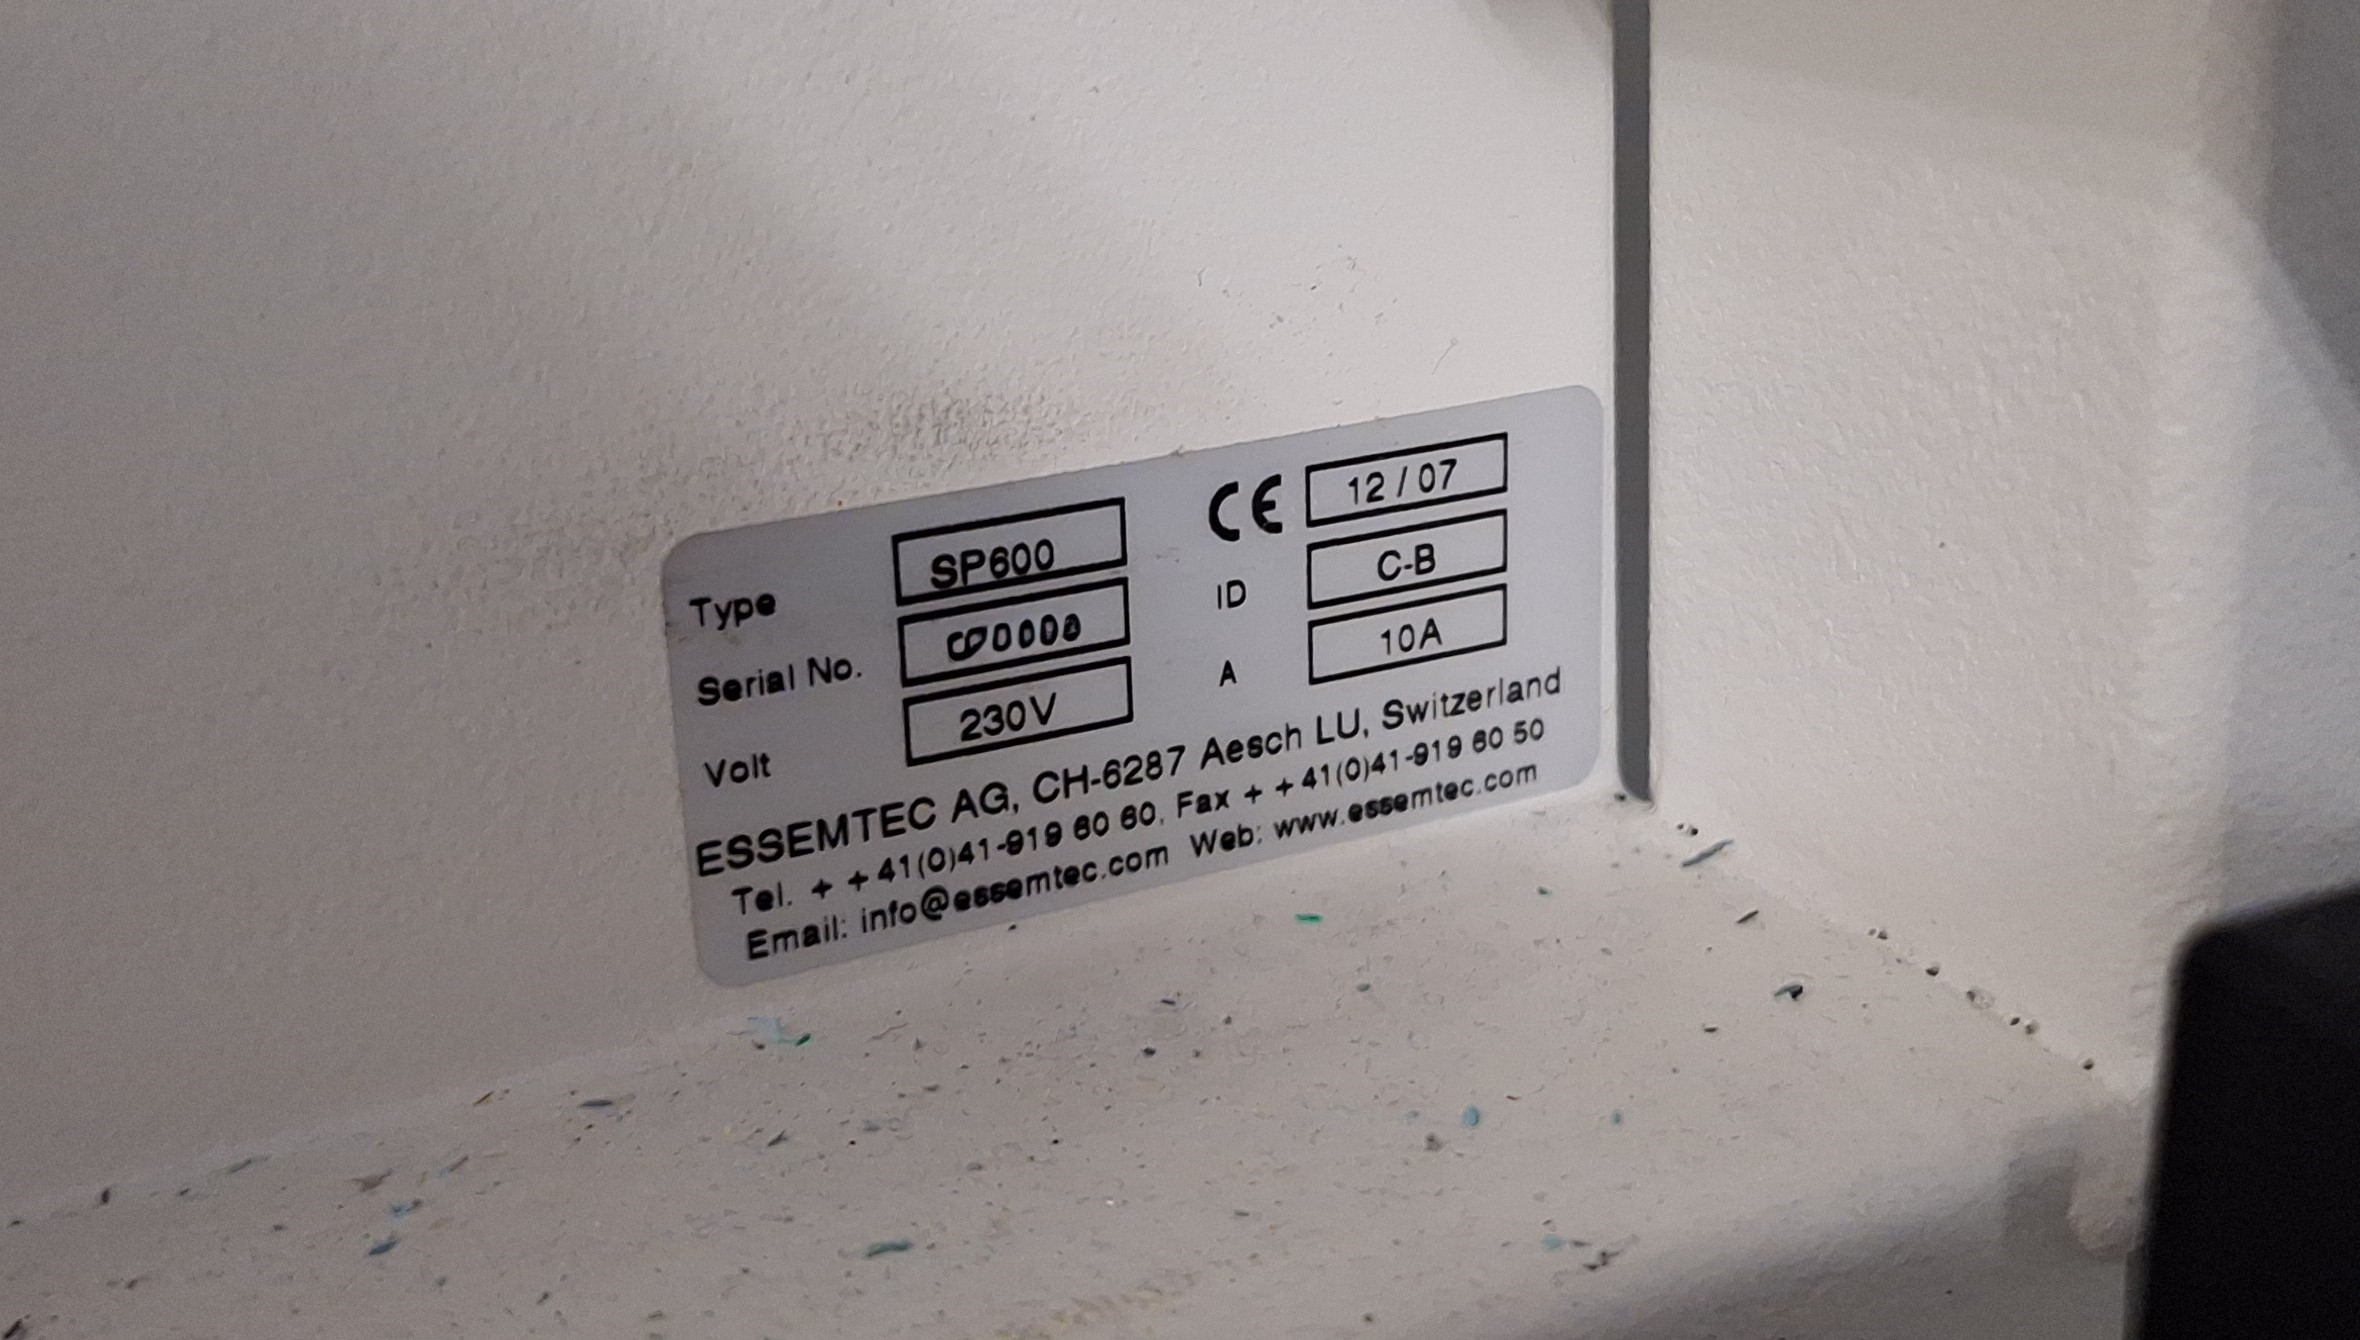 Type SP600 CE 12 / 07
Serial No. ID C-B
Volt 230V A 10A
ESSEMTEC AG, CH-6287 Aesch LU, Switzerland
Tel. + + 41(0)41-919 60 60, Fax + + 41(0)41-919 60 50
Email: info@essemtec.com Web: www.essemtec.com